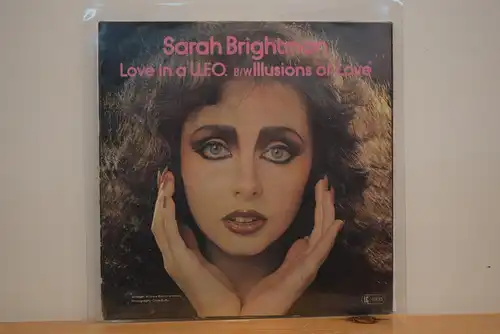 Sarah Brightman
Love in a U.F.O. B/W Illusions of Love